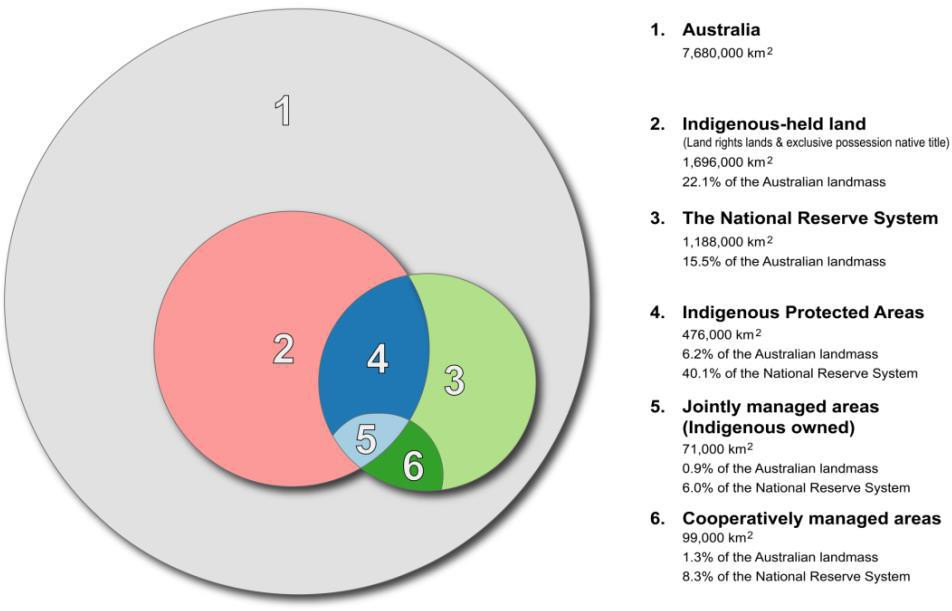 1
2
3
4
5
6
1. Australia
7,680,000 km²
2. Indigenous-held land
(Land rights lands & exclusive possession native title)
1,696,000 km²
22.1% of the Australian landmass
3. The National Reserve System
1,188,000 km²
15.5% of the Australian landmass
4. Indigenous Protected Areas
476,000 km²
6.2% of the Australian landmass
40.1% of the National Reserve System
5. Jointly managed areas
(Indigenous owned)
71,000 km²
0.9% of the Australian landmass
6.0% of the National Reserve System
6. Cooperatively managed areas
99,000 km²
1.3% of the Australian landmass
8.3% of the National Reserve System